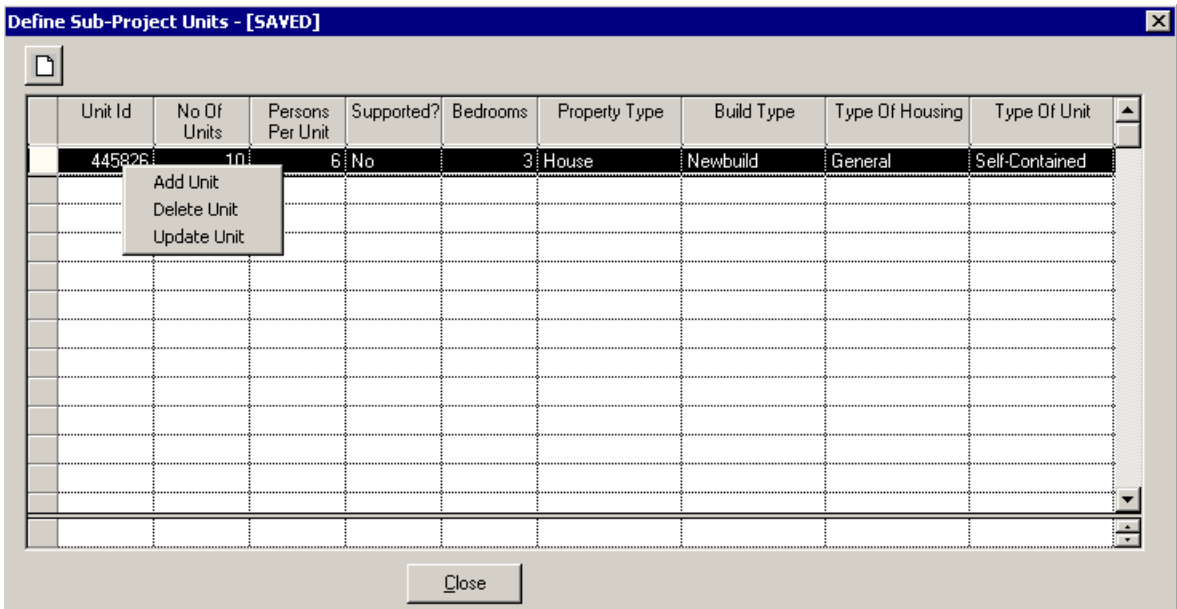 Define Sub-Project Units - [SAVED]
Unit Id No Of Units Persons Per Unit Supported? Bedrooms Property Type Build Type Type Of Housing Type Of Unit
445826 10 6 No 3 House Newbuild General Self-Contained
Add Unit
Delete Unit
Update Unit
Close